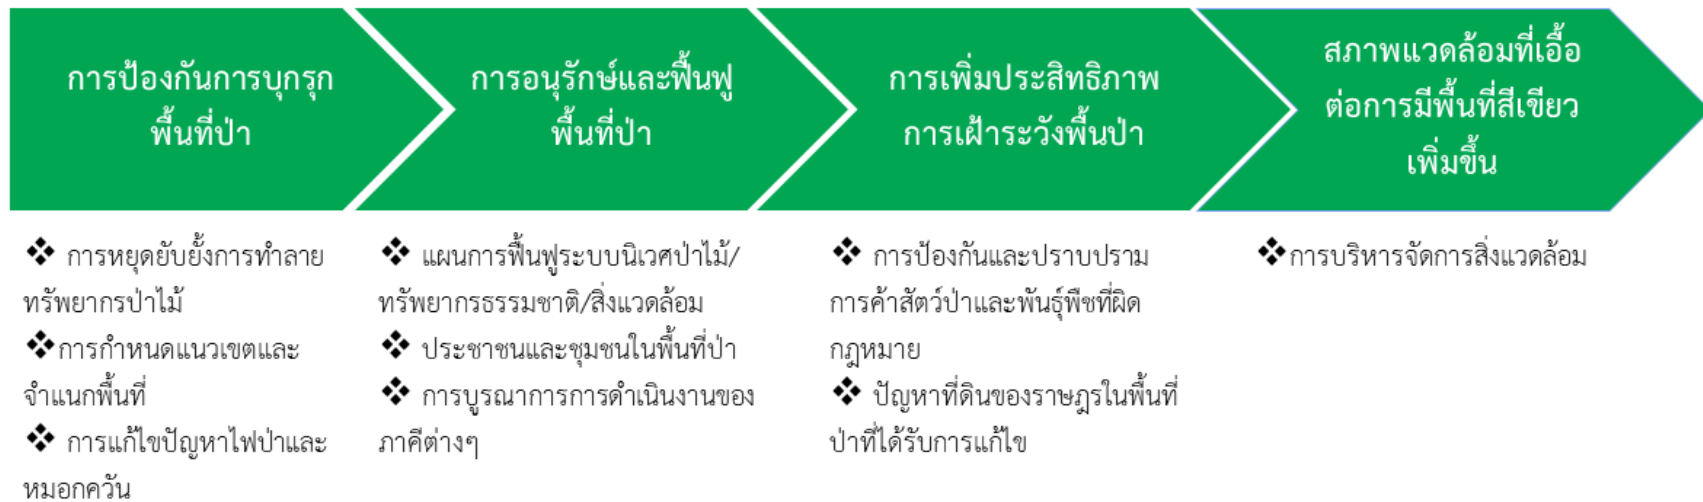 การป้องกันการบุกรุก
พื้นที่ป่า
การอนุรักษ์และฟื้นฟู
พื้นที่ป่า
การเพิ่มประสิทธิภาพ
การเฝ้าระวังพื้นป่า
สภาพแวดล้อมที่เอื้อ
ต่อการมีพื้นที่สีเขียว
เพิ่มขึ้น
❖ การหยุดยับยั้งการทำลาย
ทรัพยากรป่าไม้
❖การกำหนดแนวเขตและ
จำแนกพื้นที่
❖ การแก้ไขปัญหาไฟป่าและ
หมอกควัน
❖ แผนการฟื้นฟูระบบนิเวศป่าไม้/
ทรัพยากรธรรมชาติ/สิ่งแวดล้อม
❖ ประชาชนและชุมชนในพื้นที่ป่า
❖ การบูรณาการการดำเนินงานของ
ภาคีต่างๆ
❖ การป้องกันและปราบปราม
การค้าสัตว์ป่าและพันธุ์พืชที่ผิด
กฎหมาย
❖ ปัญหาที่ดินของราษฎรในพื้นที่
ป่าที่ได้รับการแก้ไข
❖การบริหารจัดการสิ่งแวดล้อม